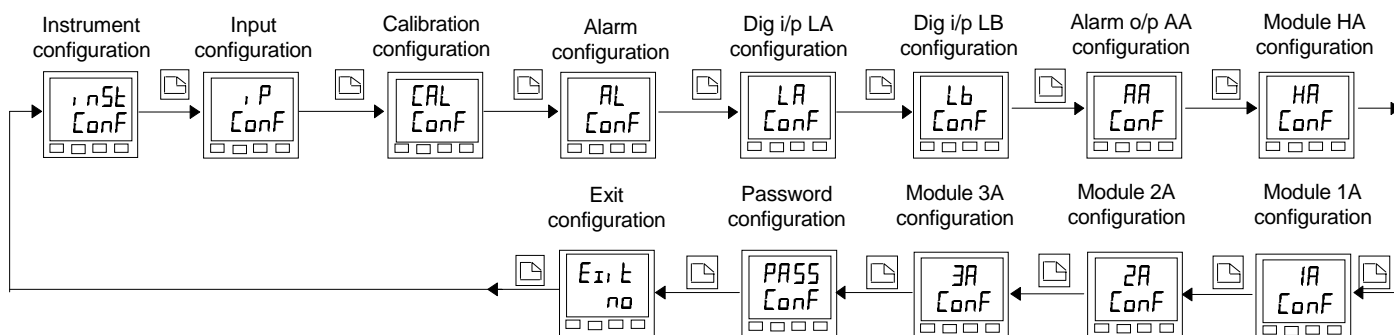 Instrument
configuration
Input
configuration
Calibration
configuration
Alarm
configuration
Dig i/p LA
configuration
Dig i/p LB
configuration
Alarm o/p AA
configuration
Module HA
configuration
inSt
ConF
iP
ConF
CAL
ConF
AL
ConF
LA
ConF
Lb
ConF
AA
ConF
HA
ConF
Exit
configuration
Password
configuration
Module 3A
configuration
Module 2A
configuration
Module 1A
configuration
Exit
no
PASS
ConF
3A
ConF
2A
ConF
1A
ConF